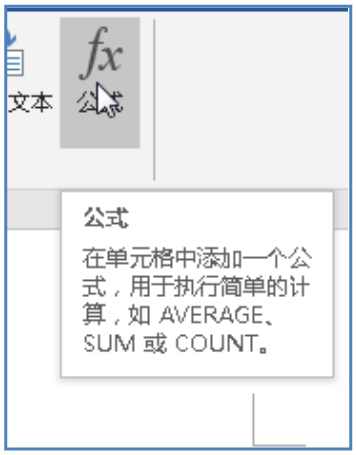 fx
文本 公式
公式
在单元格中添加一个公
式，用于执行简单的计
算，如 AVERAGE、
SUM 或 COUNT。